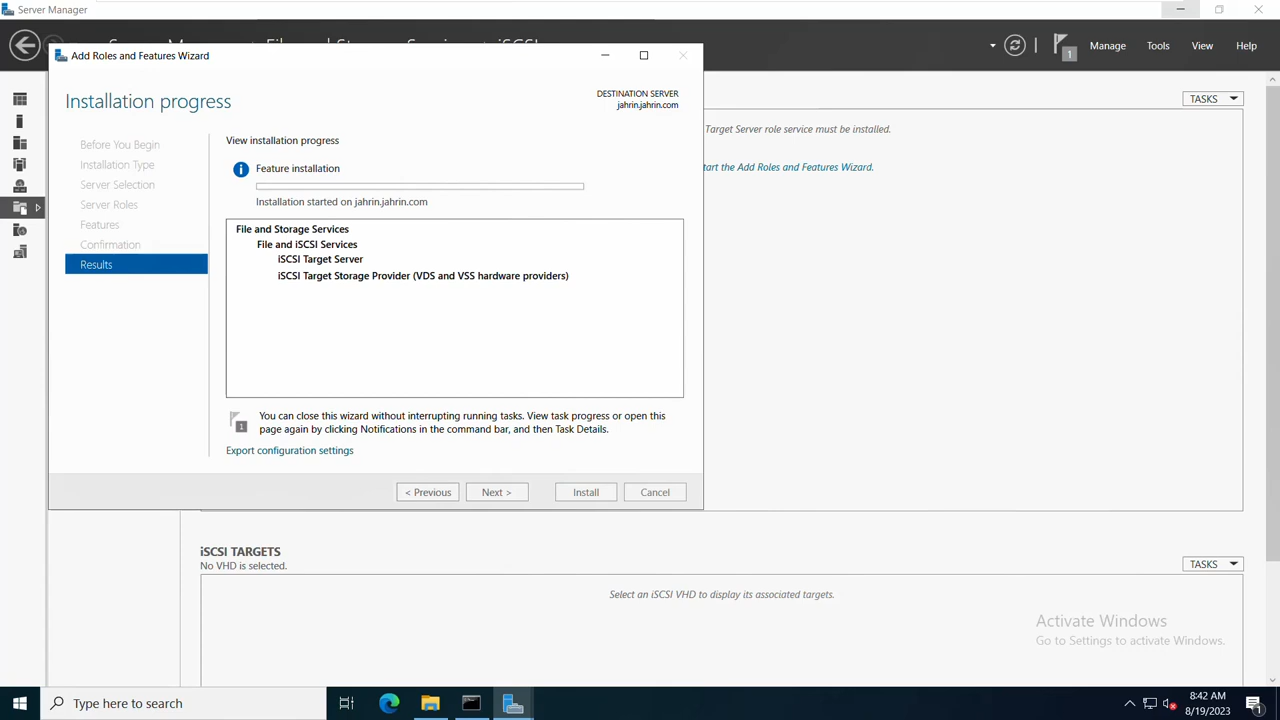 Server Manager
1
Manage
Tools
View
Help
Add Roles and Features Wizard
Installation progress
DESTINATION SERVER
jahrin.jahrin.com
Before You Begin
Installation Type
Server Selection
Server Roles
Features
Confirmation
Results
View installation progress
Feature installation
Installation started on jahrin.jahrin.com
File and Storage Services
File and iSCSI Services
iSCSI Target Server
iSCSI Target Storage Provider (VDS and VSS hardware providers)
1
You can close this wizard without interrupting running tasks. View task progress or open this
page again by clicking Notifications in the command bar, and then Task Details.
Export configuration settings
< Previous
Next >
Install
Cancel
TASKS
Target Server role service must be installed.
tart the Add Roles and Features Wizard.
iSCSI TARGETS
No VHD is selected.
TASKS
Select an iSCSI VHD to display its associated targets.
Activate Windows
Go to Settings to activate Windows.
Type here to search
8:42 AM
8/19/2023
1